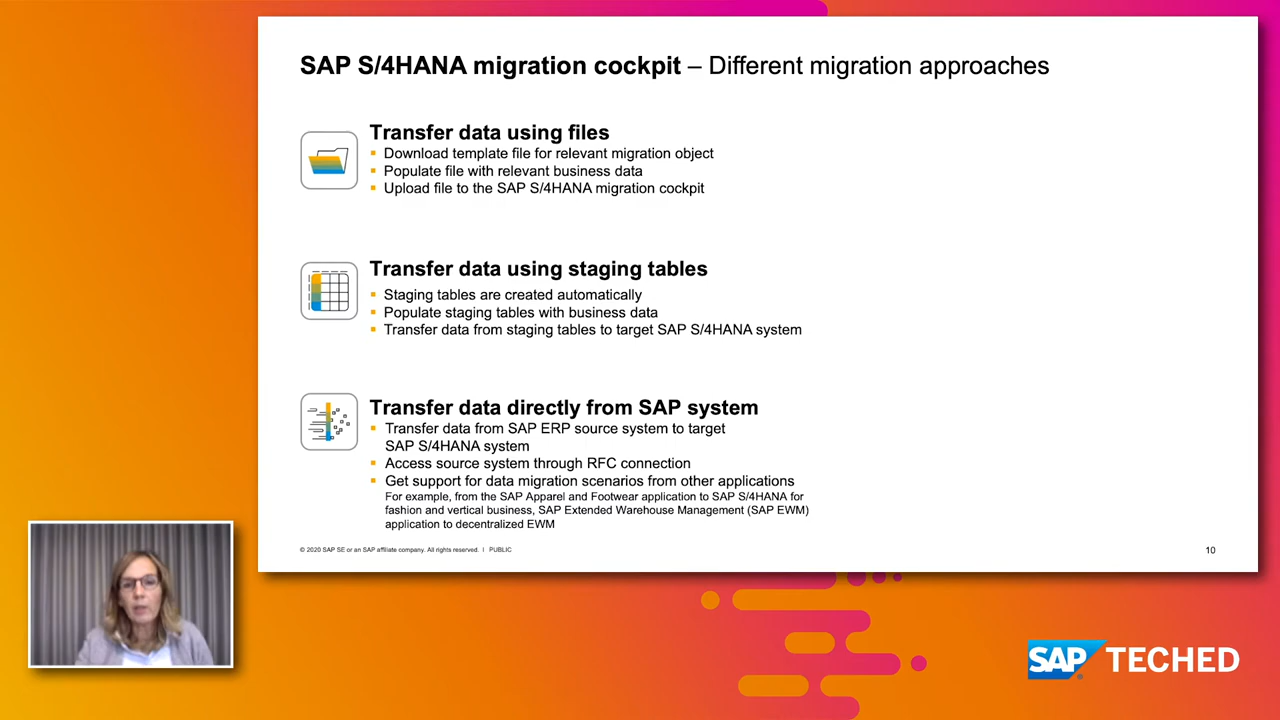 SAP S/4HANA migration cockpit – Different migration approaches
Transfer data using files
Download template file for relevant migration object
Populate file with relevant business data
Upload file to the SAP S/4HANA migration cockpit
Transfer data using staging tables
Staging tables are created automatically
Populate staging tables with business data
Transfer data from staging tables to target SAP S/4HANA system
Transfer data directly from SAP system
Transfer data from SAP ERP source system to target
SAP S/4HANA system
Access source system through RFC connection
Get support for data migration scenarios from other applications
For example, from the SAP Apparel and Footwear application to SAP S/4HANA for
fashion and vertical business, SAP Extended Warehouse Management (SAP EWM)
application to decentralized EWM
© 2020 SAP SE or an SAP affiliate company. All rights reserved. I PUBLIC
10
SAP® TECHED